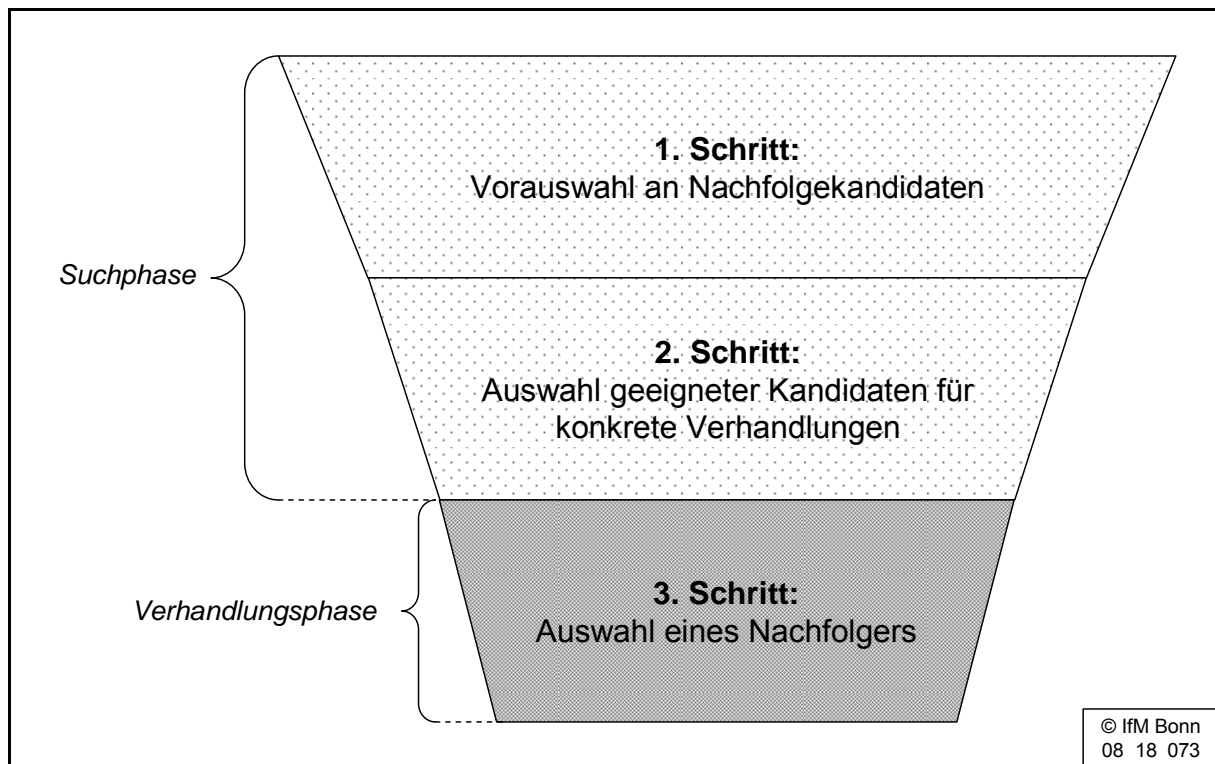 1. Schritt:
Vorauswahl an Nachfolgekandidaten
Suchphase
2. Schritt:
Auswahl geeigneter Kandidaten für
konkrete Verhandlungen
3. Schritt:
Verhandlungsphase
Auswahl eines Nachfolgers
© IfM Bonn
08 18 073